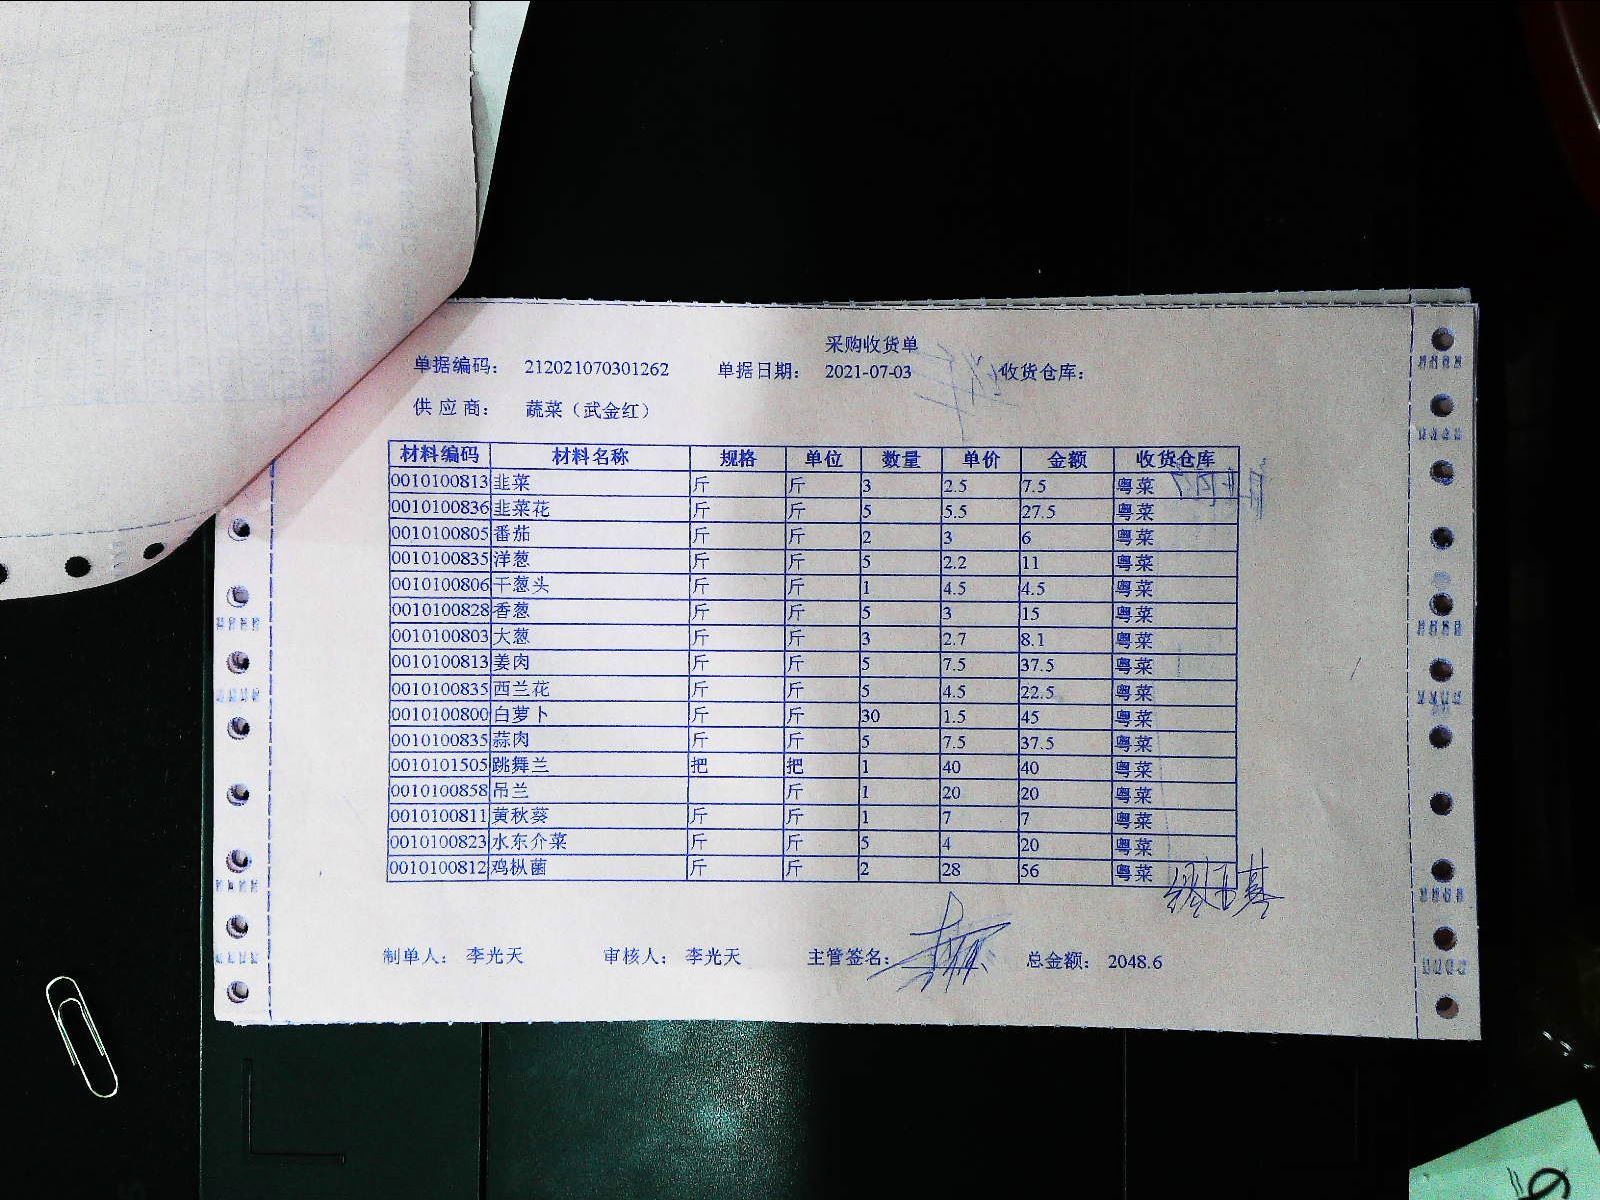 采购收货单
单据编码： 212021070301262 单据日期： 2021-07-03 收货仓库：
供应商： 蔬菜（武金红）
材料编码 材料名称 规格 单位 数量 单价 金额 收货仓库
0010100813 韭菜 斤 斤 3 2.5 7.5 粤菜
0010100836 韭菜花 斤 斤 5 5.5 27.5 粤菜
0010100805 番茄 斤 斤 2 3 6 粤菜
0010100835 洋葱 斤 斤 5 2.2 11 粤菜
0010100806 干葱头 斤 斤 1 4.5 4.5 粤菜
0010100828 香葱 斤 斤 5 3 15 粤菜
0010100803 大葱 斤 斤 3 2.7 8.1 粤菜
0010100813 姜肉 斤 斤 5 7.5 37.5 粤菜
0010100835 西兰花 斤 斤 5 4.5 22.5 粤菜
0010100800 白萝卜 斤 斤 30 1.5 45 粤菜
0010100835 蒜肉 斤 斤 5 7.5 37.5 粤菜
0010101505 跳舞兰 把 把 1 40 40 粤菜
0010100858 吊兰 斤 1 20 20 粤菜
0010100811 黄秋葵 斤 斤 1 7 7 粤菜
0010100823 水东介菜 斤 斤 5 4 20 粤菜
0010100812 鸡枞菌 斤 斤 2 28 56 粤菜
制单人： 李光天 审核人： 李光天 主管签名： 总金额： 2048.6